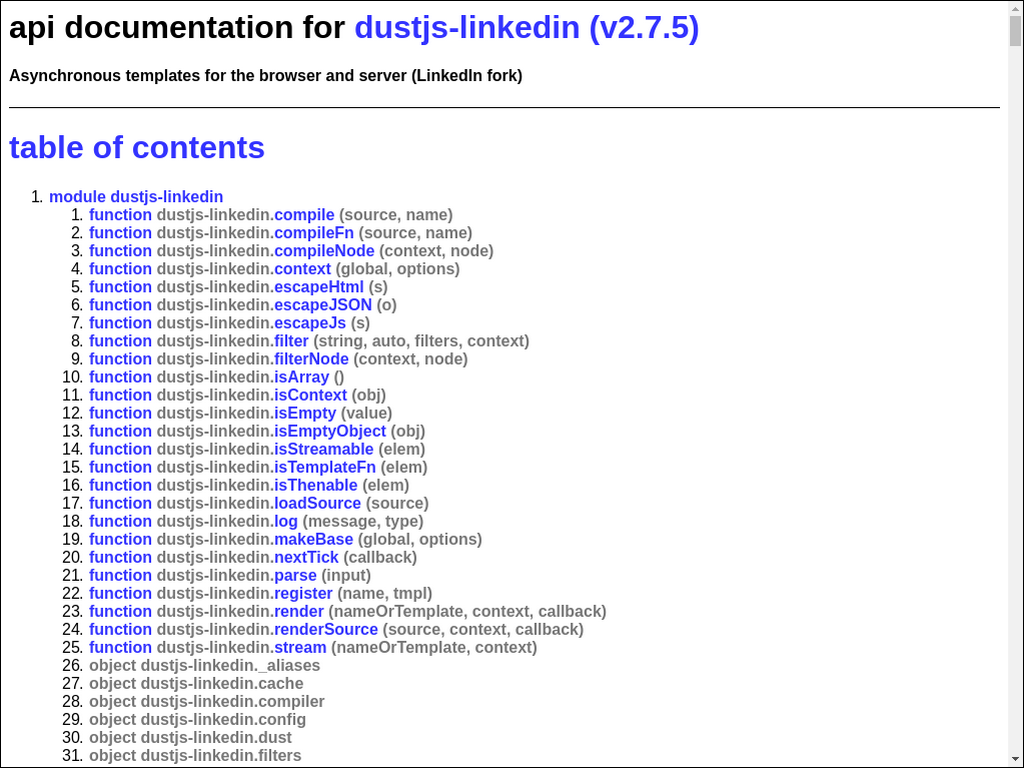 api documentation for dustjs-linkedin (v2.7.5)
Asynchronous templates for the browser and server (LinkedIn fork)
table of contents
1. module dustjs-linkedin
1. function dustjs-linkedin.compile (source, name)
2. function dustjs-linkedin.compileFn (source, name)
3. function dustjs-linkedin.compileNode (context, node)
4. function dustjs-linkedin.context (global, options)
5. function dustjs-linkedin.escapeHtml (s)
6. function dustjs-linkedin.escapeJSON (o)
7. function dustjs-linkedin.escapeJs (s)
8. function dustjs-linkedin.filter (string, auto, filters, context)
9. function dustjs-linkedin.filterNode (context, node)
10. function dustjs-linkedin.isArray ()
11. function dustjs-linkedin.isContext (obj)
12. function dustjs-linkedin.isEmpty (value)
13. function dustjs-linkedin.isEmptyObject (obj)
14. function dustjs-linkedin.isStreamable (elem)
15. function dustjs-linkedin.isTemplateFn (elem)
16. function dustjs-linkedin.isThenable (elem)
17. function dustjs-linkedin.loadSource (source)
18. function dustjs-linkedin.log (message, type)
19. function dustjs-linkedin.makeBase (global, options)
20. function dustjs-linkedin.nextTick (callback)
21. function dustjs-linkedin.parse (input)
22. function dustjs-linkedin.register (name, tmpl)
23. function dustjs-linkedin.render (nameOrTemplate, context, callback)
24. function dustjs-linkedin.renderSource (source, context, callback)
25. function dustjs-linkedin.stream (nameOrTemplate, context)
26. object dustjs-linkedin._aliases
27. object dustjs-linkedin.cache
28. object dustjs-linkedin.compiler
29. object dustjs-linkedin.config
30. object dustjs-linkedin.dust
31. object dustjs-linkedin.filters